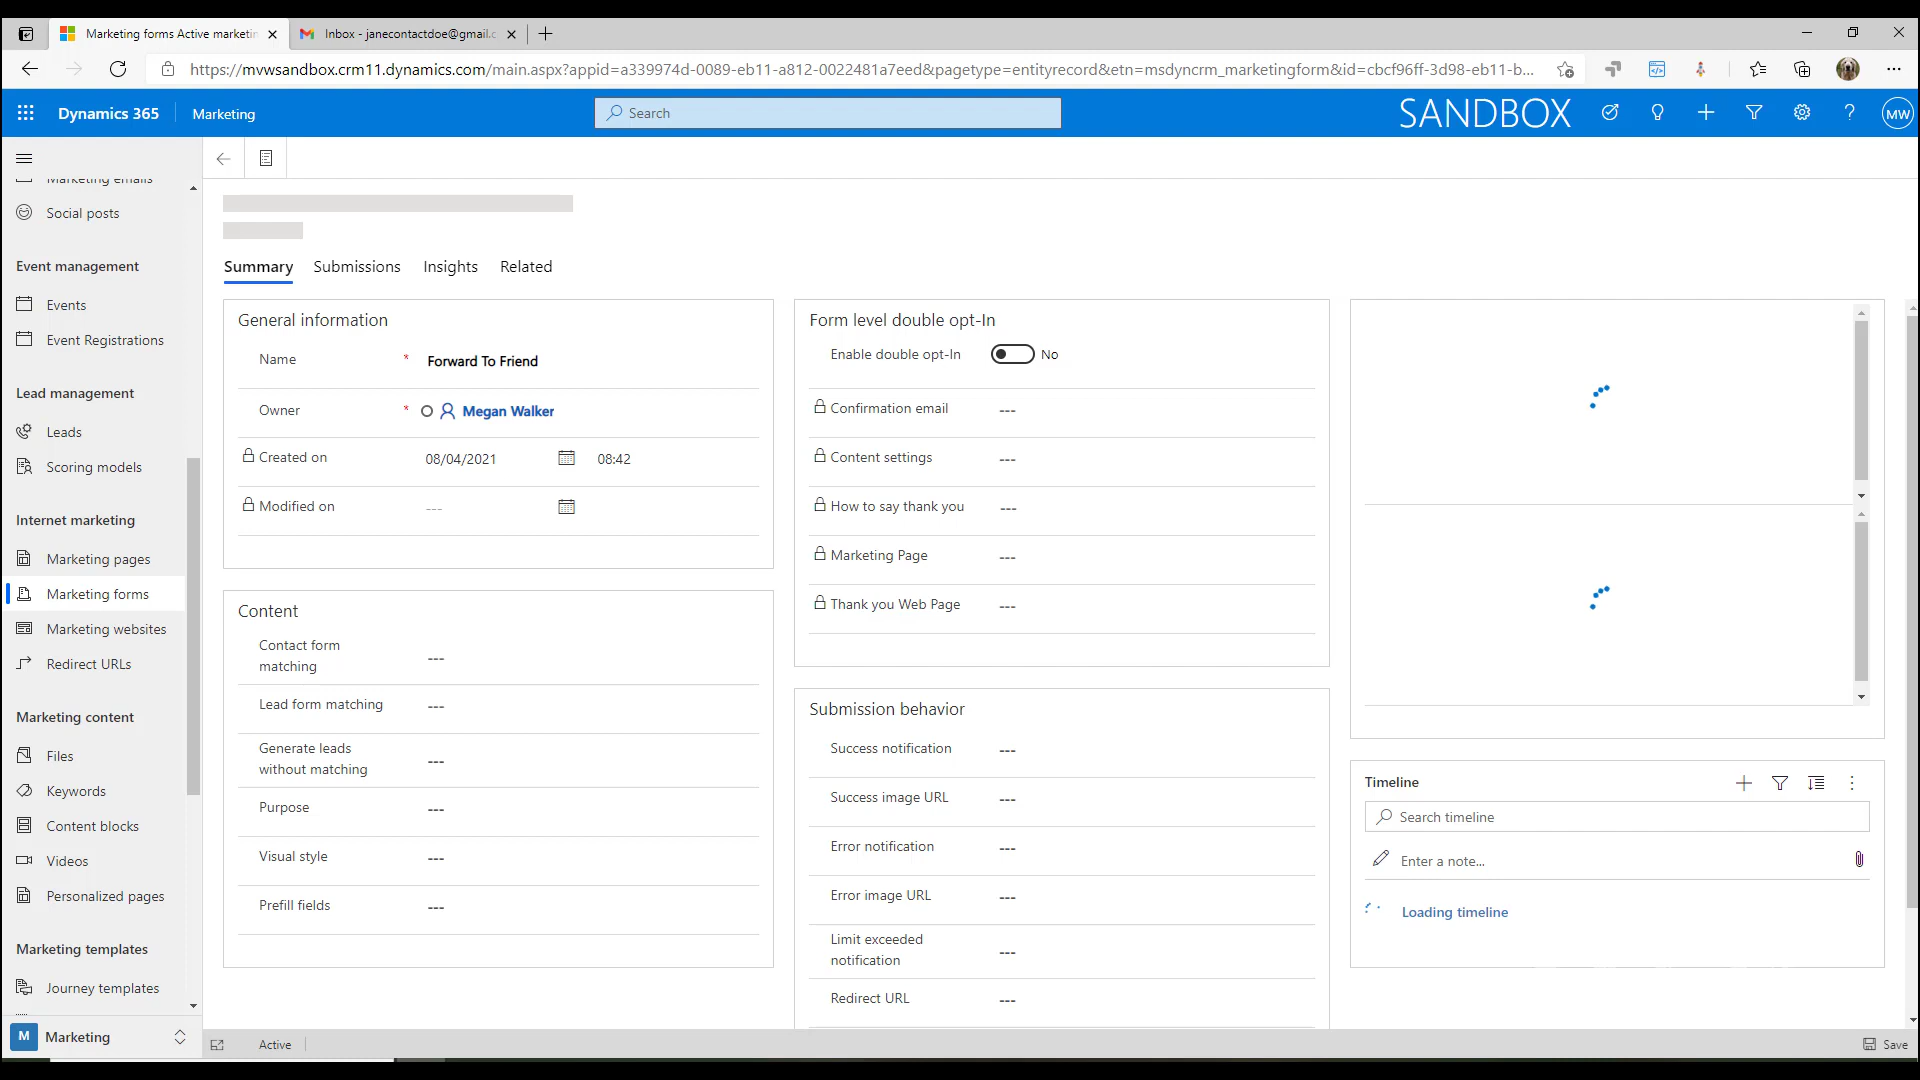 Marketing forms Active marketin
Inbox - janecontactdoe@gmail.c
https://mvwsandbox.crm11.dynamics.com/main.aspx?appid=a339974d-0089-eb11-a812-0022481a7eed&pagetype=entityrecord&etn=msdyncrm_marketingform&id=cbcf96ff-3d98-eb11-b...
Dynamics 365
Marketing
Search
SANDBOX
MW
Marketing emails
Social posts
Event management
Events
Event Registrations
Lead management
Leads
Scoring models
Internet marketing
Marketing pages
Marketing forms
Marketing websites
Redirect URLs
Marketing content
Files
Keywords
Content blocks
Videos
Personalized pages
Marketing templates
Journey templates
M Marketing
Summary Submissions Insights Related
General information
Name * Forward To Friend
Owner * Megan Walker
Created on 08/04/2021 08:42
Modified on ---
Content
Contact form
matching ---
Lead form matching ---
Generate leads
without matching ---
Purpose ---
Visual style ---
Prefill fields ---
Form level double opt-In
Enable double opt-In No
Confirmation email ---
Content settings ---
How to say thank you ---
Marketing Page ---
Thank you Web Page ---
Submission behavior
Success notification ---
Success image URL ---
Error notification ---
Error image URL ---
Limit exceeded
notification ---
Redirect URL ---
Timeline
Search timeline
Enter a note...
Loading timeline
Active
Save